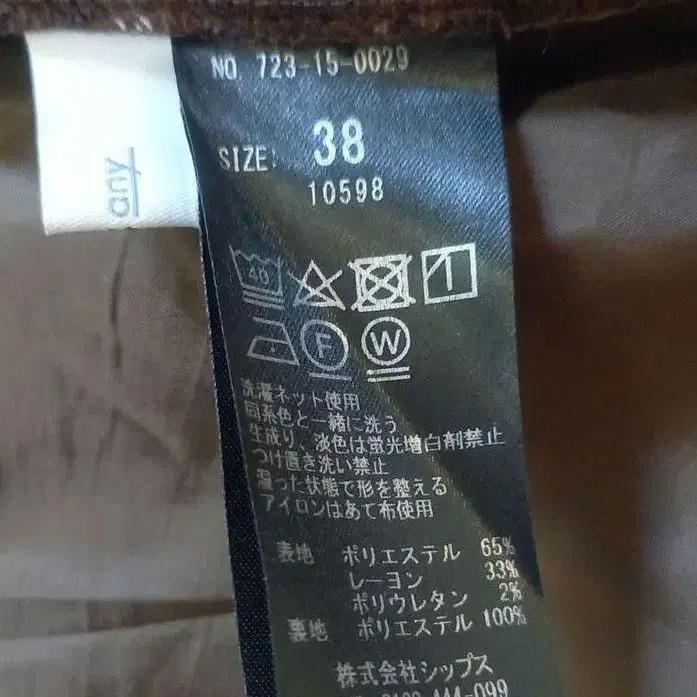 NO. 723-15-0029
SIZE: 38
10598
any
40
F W
洗濯ネット使用
同系色と一緒に洗う
生成り、淡色は蛍光増白剤禁止
つけ置き洗い禁止
湿った状態で形を整える
アイロンはあて布使用
表地 ポリエステル 65%
レーヨン 33%
ポリウレタン 2%
裏地 ポリエステル 100%
株式会社シップス